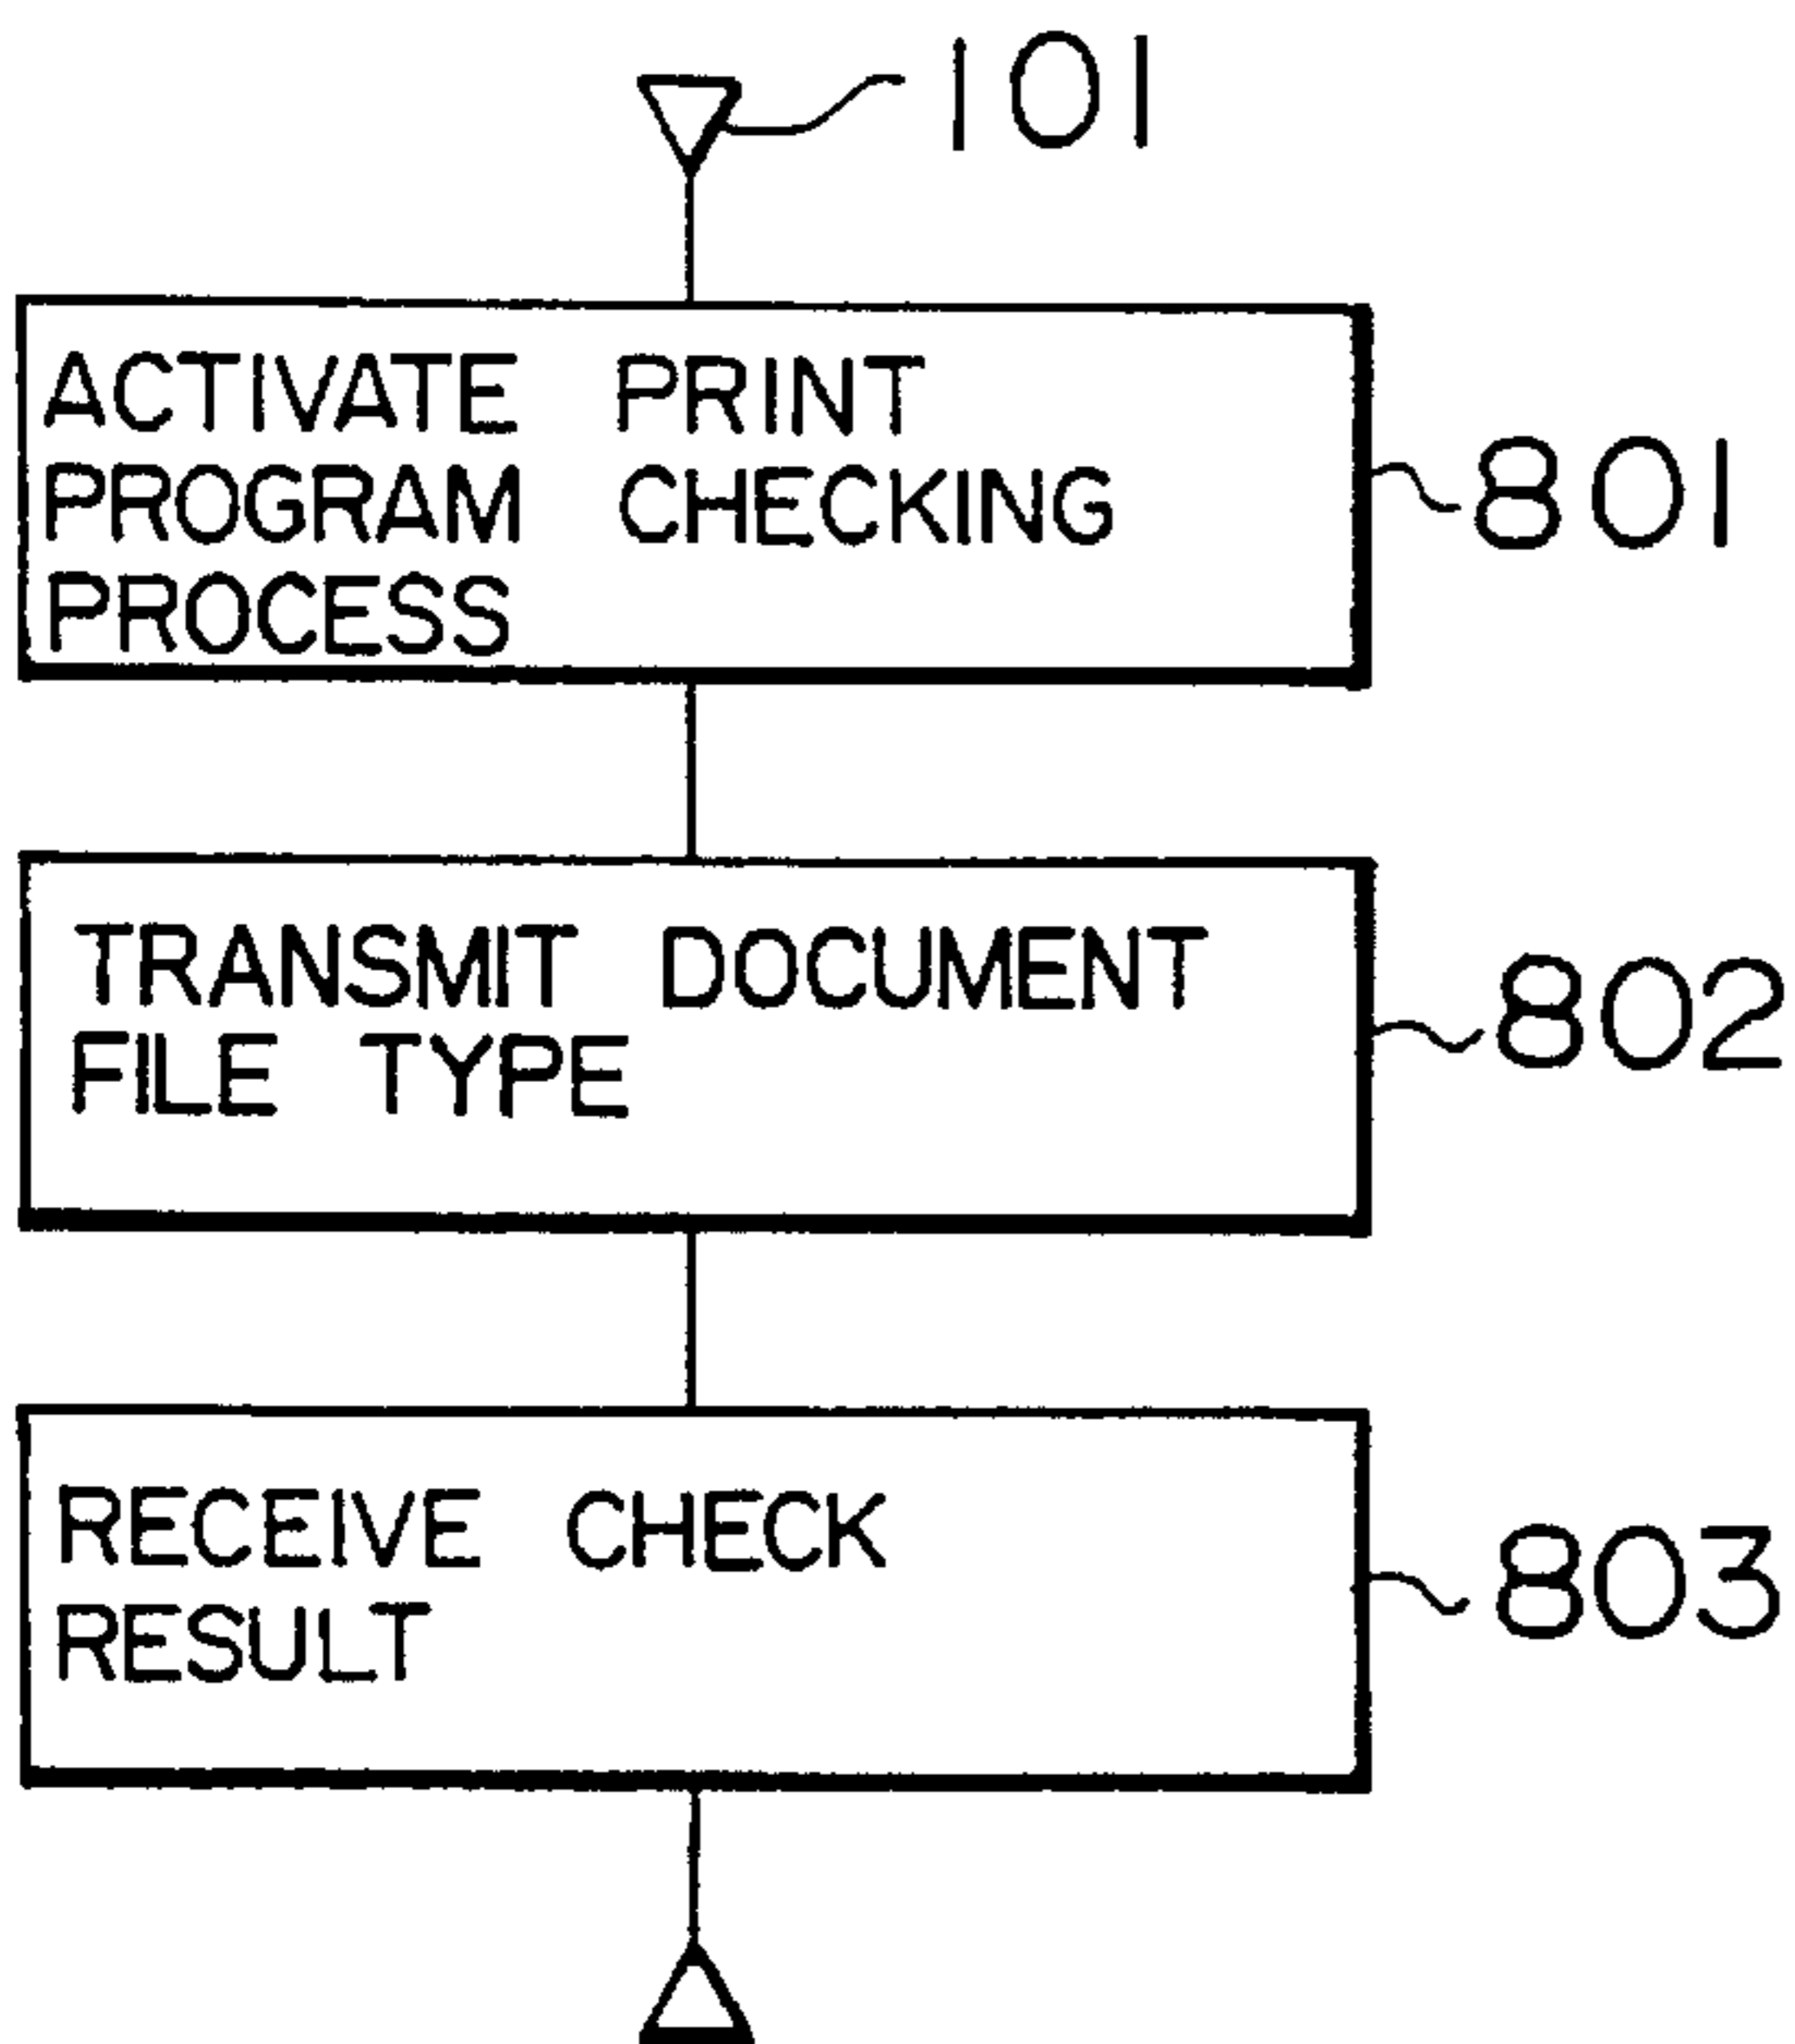 101
ACTIVATE PRINT
PROGRAM CHECKING
PROCESS
801
TRANSMIT DOCUMENT
FILE TYPE
802
RECEIVE CHECK
RESULT
803